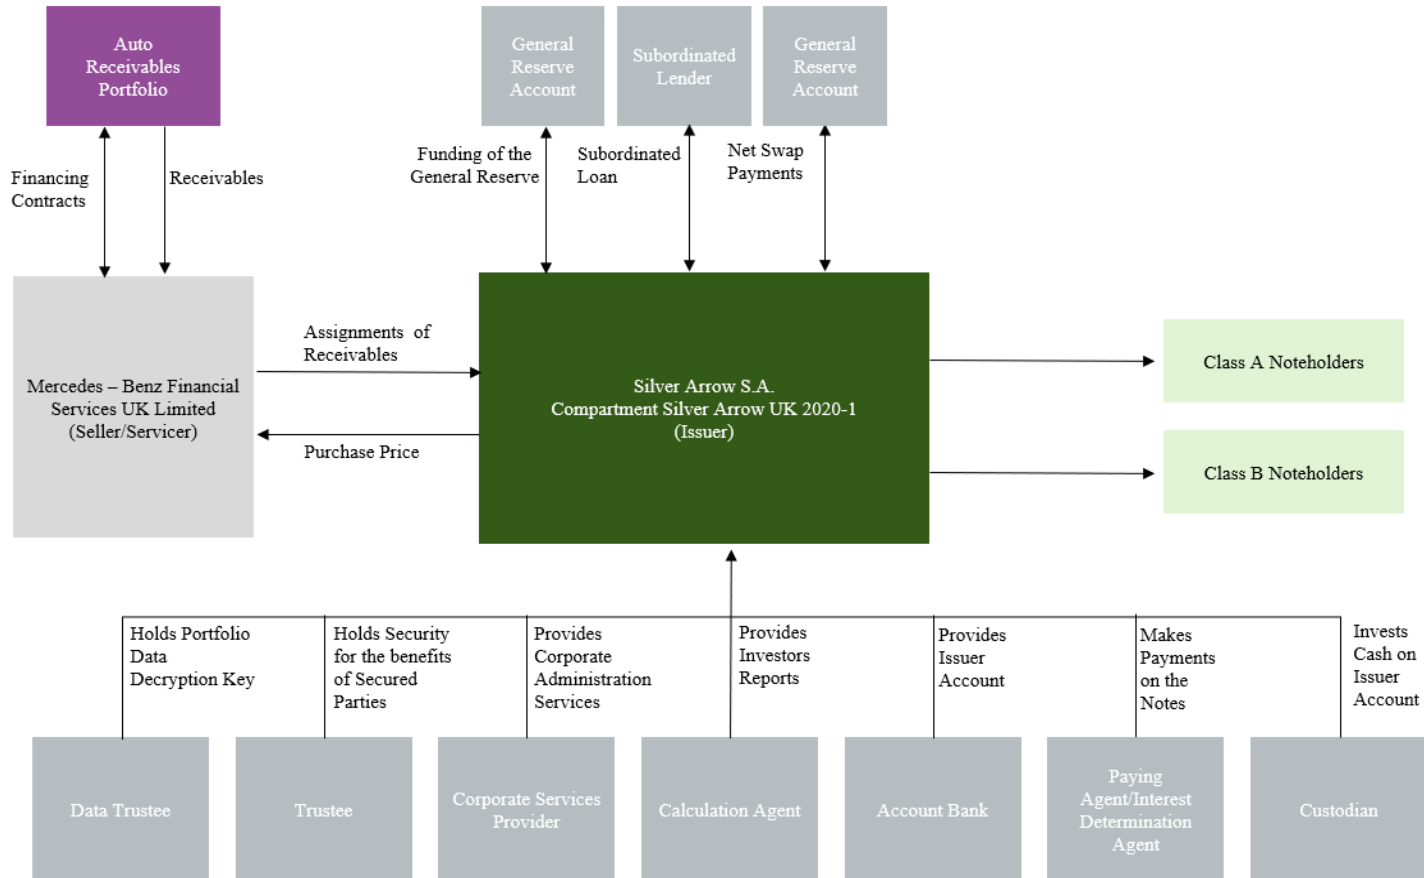 Auto
Receivables
Portfolio
General
Reserve
Account
Subordinated
Lender
General
Reserve
Account
Financing
Contracts
Receivables
Funding of the
General Reserve
Subordinated
Loan
Net Swap
Payments
Mercedes – Benz Financial
Services UK Limited
(Seller/Servicer)
Assignments of
Receivables
Purchase Price
Silver Arrow S.A.
Compartment Silver Arrow UK 2020-1
(Issuer)
Class A Noteholders
Class B Noteholders
Holds Portfolio
Data
Decryption Key
Holds Security
for the benefits
of Secured
Parties
Provides
Corporate
Administration
Services
Provides
Investors
Reports
Provides
Issuer
Account
Makes
Payments
on the
Notes
Invests
Cash on
Issuer
Account
Data Trustee
Trustee
Corporate Services
Provider
Calculation Agent
Account Bank
Paying
Agent/Interest
Determination
Agent
Custodian